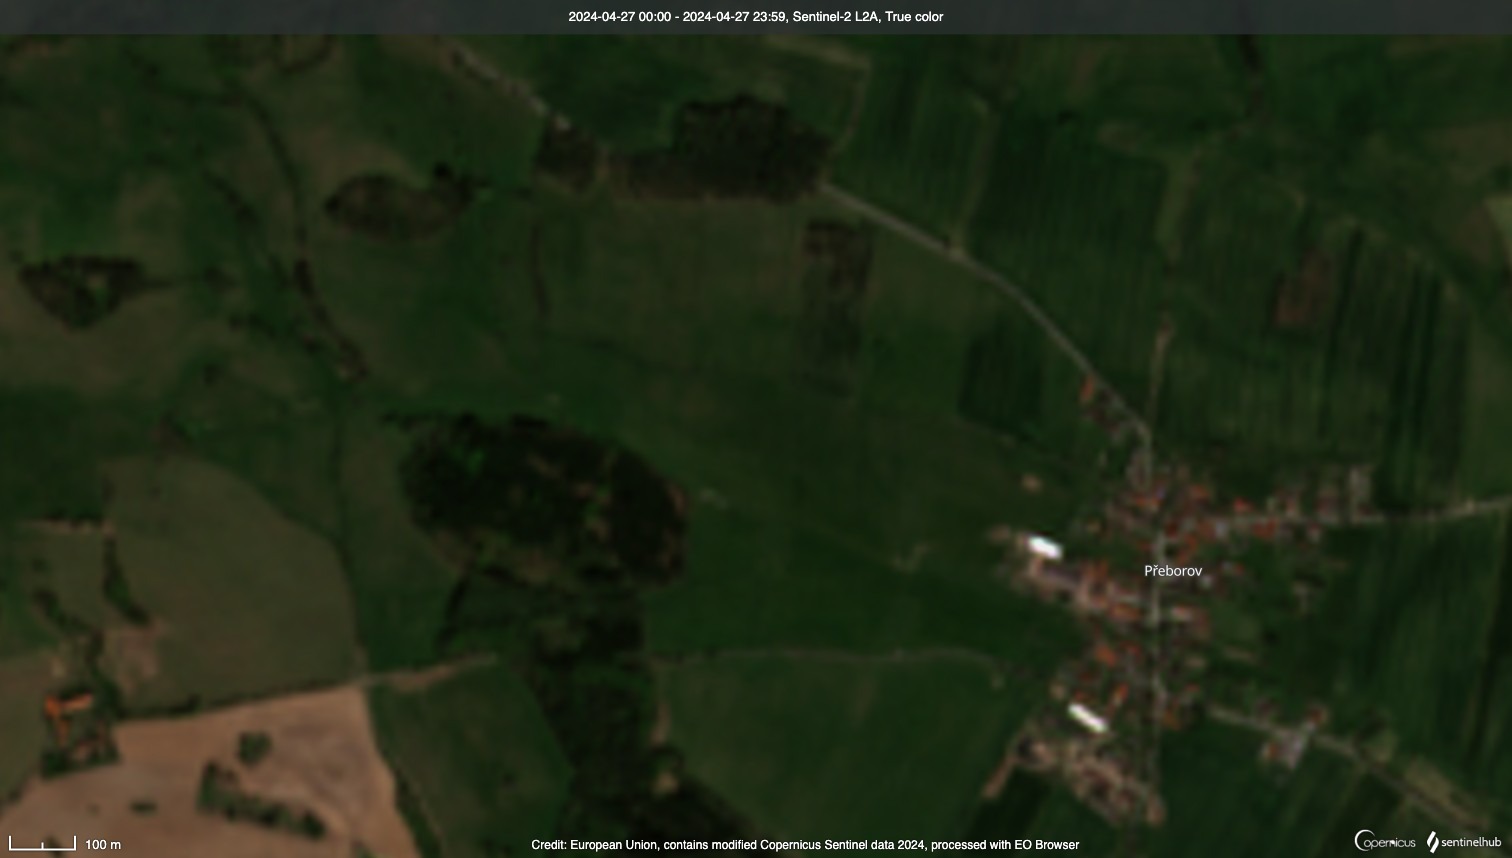 2024-04-27 00:00 - 2024-04-27 23:59, Sentinel-2 L2A, True color
Přeborov
100 m
Credit: European Union, contains modified Copernicus Sentinel data 2024, processed with EO Browser
Copernicus
sentinelhub